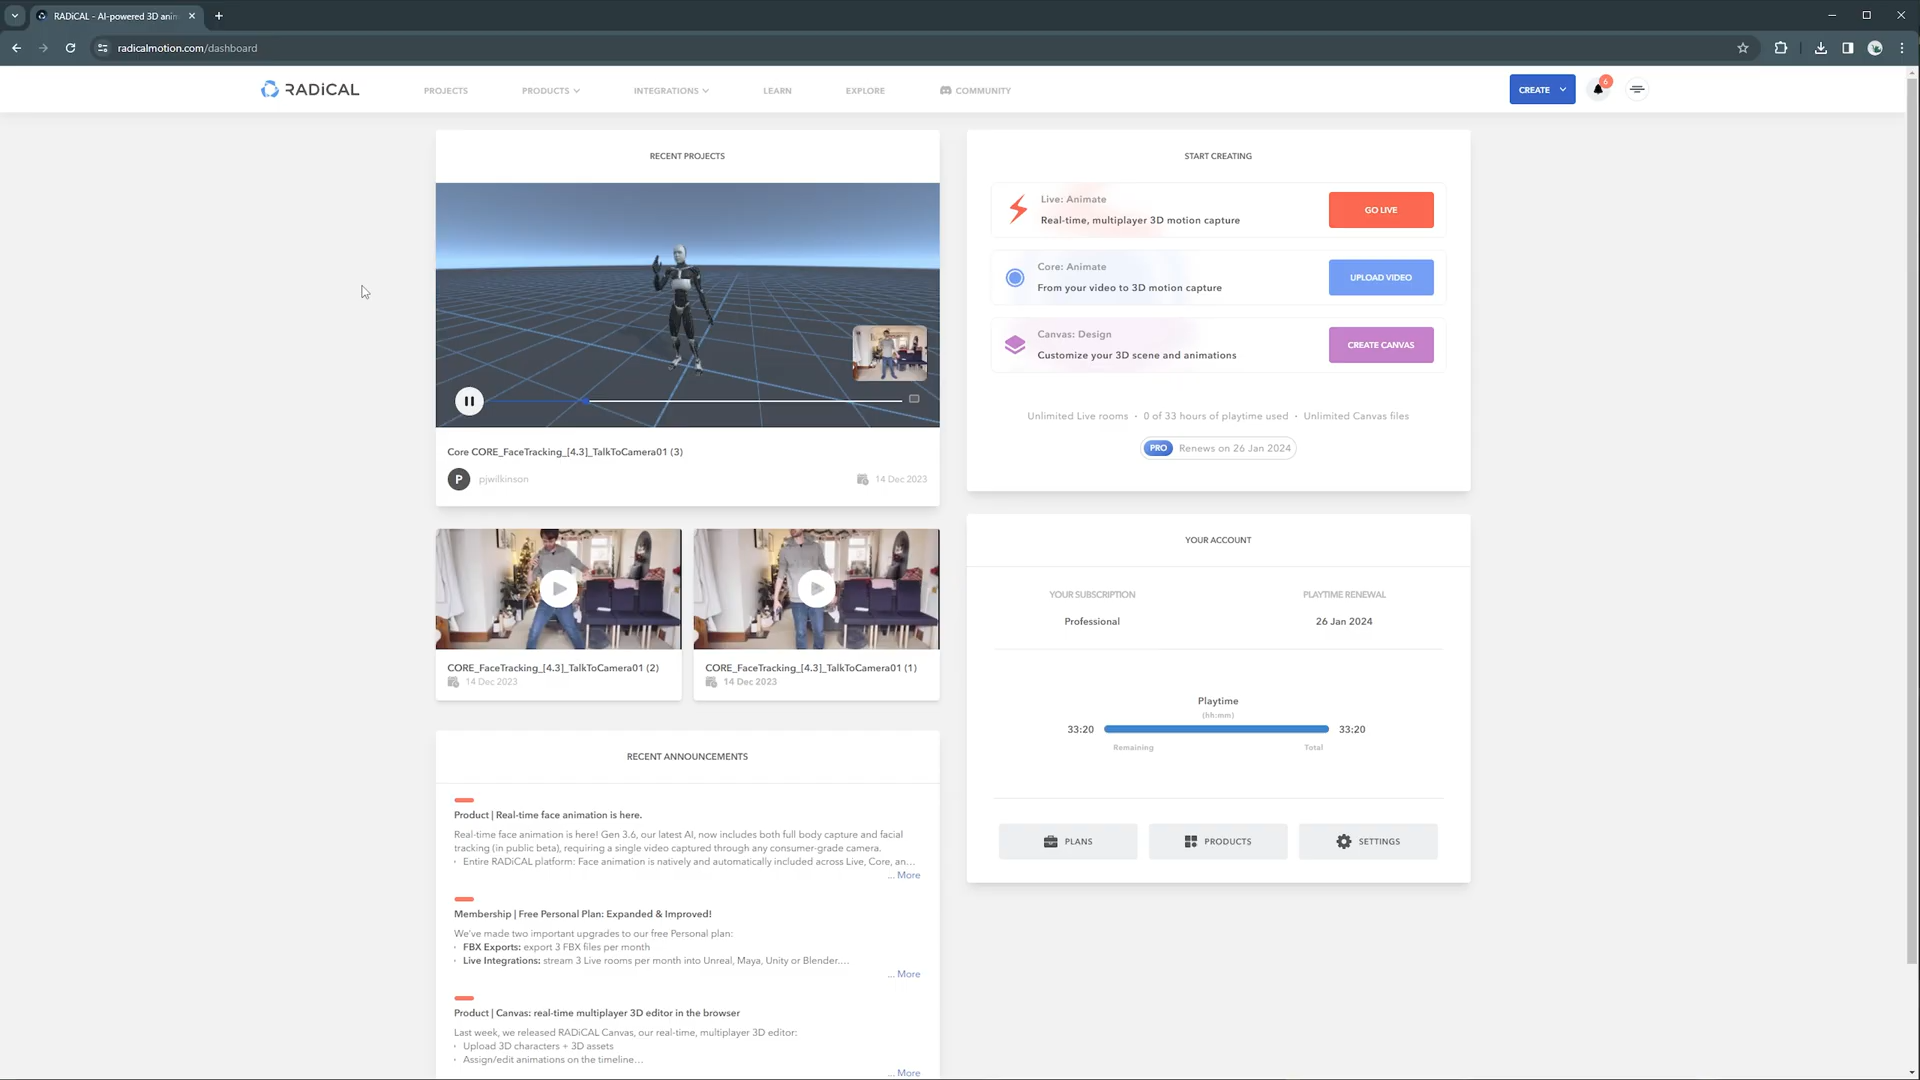 RADiCAL - AI-powered 3D anim
radicalmotion.com/dashboard
RADiCAL
PROJECTS
PRODUCTS
INTEGRATIONS
LEARN
EXPLORE
COMMUNITY
CREATE
6
RECENT PROJECTS
Core CORE_FaceTracking_[4.3]_TalkToCamera01 (3)
P
pjwilkinson
14 Dec 2023
CORE_FaceTracking_[4.3]_TalkToCamera01 (2)
14 Dec 2023
CORE_FaceTracking_[4.3]_TalkToCamera01 (1)
14 Dec 2023
RECENT ANNOUNCEMENTS
Product | Real-time face animation is here.
Real-time face animation is here! Gen 3.6, our latest AI, now includes both full body capture and facial
tracking (in public beta), requiring a single video captured through any consumer-grade camera.
· Entire RADiCAL platform: Face animation is natively and automatically included across Live, Core, an...
... More
Membership | Free Personal Plan: Expanded & Improved!
We've made two important upgrades to our free Personal plan:
· FBX Exports: export 3 FBX files per month
· Live Integrations: stream 3 Live rooms per month into Unreal, Maya, Unity or Blender....
... More
Product | Canvas: real-time multiplayer 3D editor in the browser
Last week, we released RADiCAL Canvas, our real-time, multiplayer 3D editor:
· Upload 3D characters + 3D assets
· Assign/edit animations on the timeline...
... More
START CREATING
Live: Animate
Real-time, multiplayer 3D motion capture
GO LIVE
Core: Animate
From your video to 3D motion capture
UPLOAD VIDEO
Canvas: Design
Customize your 3D scene and animations
CREATE CANVAS
Unlimited Live rooms · 0 of 33 hours of playtime used · Unlimited Canvas files
PRO Renews on 26 Jan 2024
YOUR ACCOUNT
YOUR SUBSCRIPTION
Professional
PLAYTIME RENEWAL
26 Jan 2024
Playtime
(hh:mm)
33:20
33:20
Remaining
Total
PLANS
PRODUCTS
SETTINGS